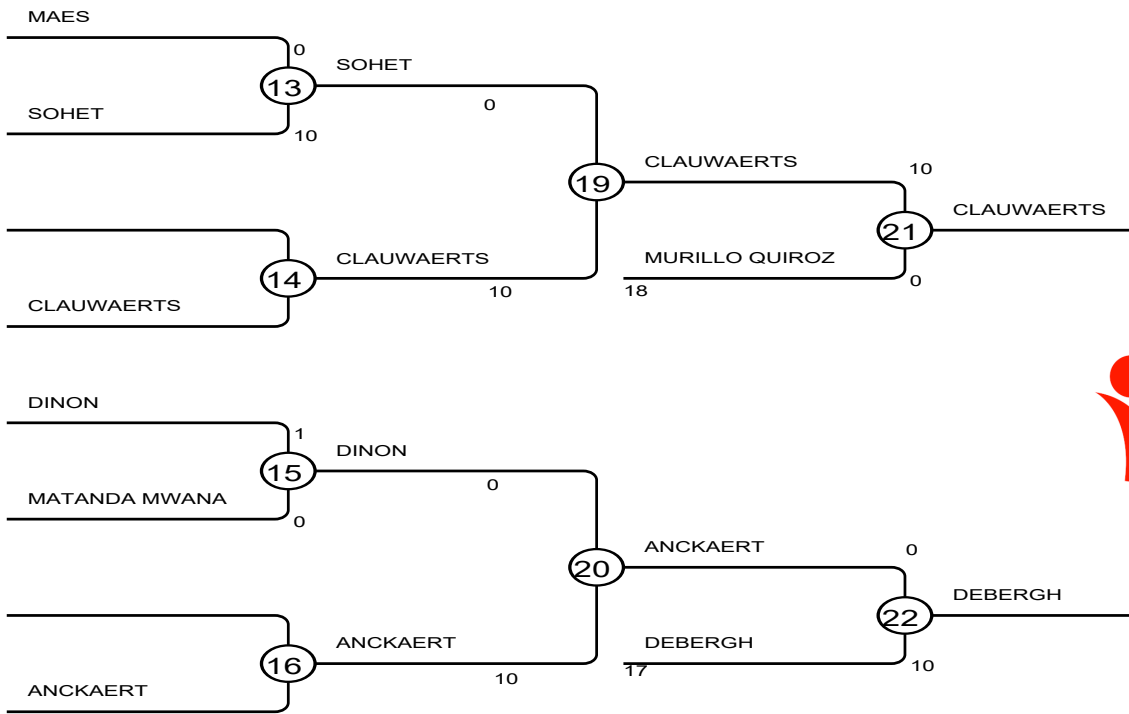 MAES
0
13
SOHET
0
SOHET
10
19
CLAUWAERTS
10
CLAUWAERTS
21
14
CLAUWAERTS
10
MURILLO QUIROZ
18
0
CLAUWAERTS
DINON
1
15
DINON
0
MATANDA MWANA
0
20
ANCKAERT
0
DEBERGH
22
16
ANCKAERT
10
DEBERGH
17
10
ANCKAERT